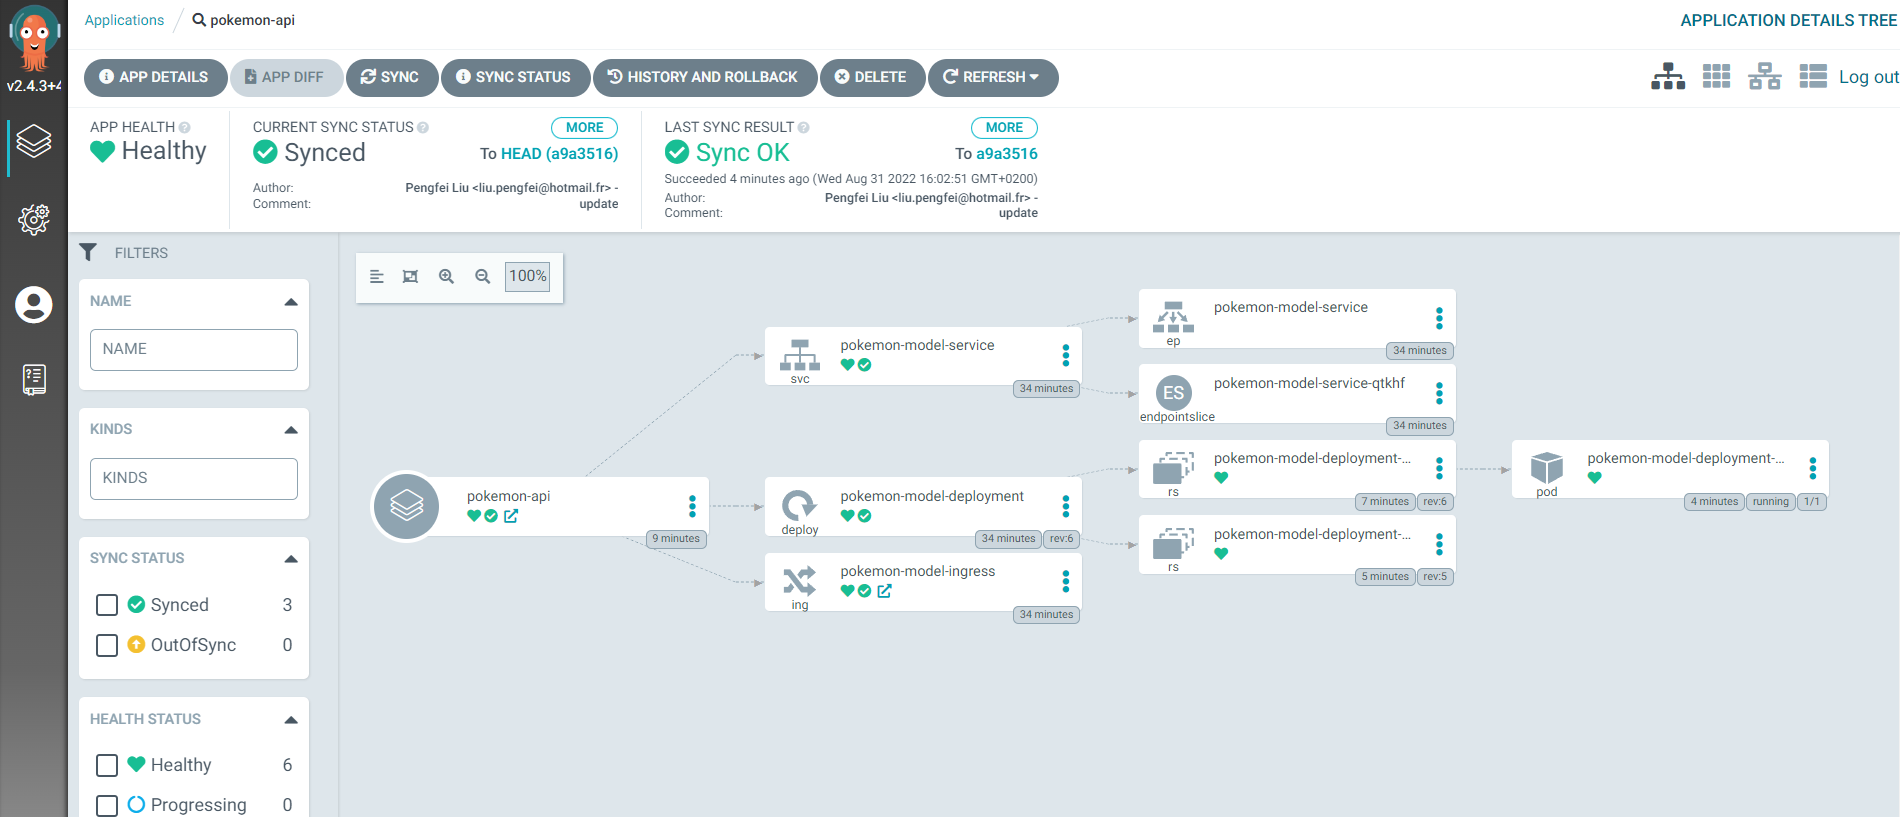 Applications / pokemon-api
APPLICATION DETAILS TREE
v2.4.3+4
APP DETAILS
APP DIFF
SYNC
SYNC STATUS
HISTORY AND ROLLBACK
DELETE
REFRESH
Log out
APP HEALTH
Healthy
CURRENT SYNC STATUS
MORE
Synced
To HEAD (a9a3516)
Author: Pengfei Liu <liu.pengfei@hotmail.fr> -
Comment: update
LAST SYNC RESULT
MORE
Sync OK
To a9a3516
Succeeded 4 minutes ago (Wed Aug 31 2022 16:02:51 GMT+0200)
Author: Pengfei Liu <liu.pengfei@hotmail.fr> -
Comment: update
FILTERS
NAME
NAME
KINDS
KINDS
SYNC STATUS
Synced 3
OutOfSync 0
HEALTH STATUS
Healthy 6
Progressing 0
100%
pokemon-api
9 minutes
pokemon-model-service
svc
34 minutes
pokemon-model-deployment
deploy
34 minutes rev:6
pokemon-model-ingress
ing
34 minutes
pokemon-model-service
ep
34 minutes
ES
pokemon-model-service-qtkhf
endpointslice
34 minutes
pokemon-model-deployment-...
rs
7 minutes rev:6
pokemon-model-deployment-...
rs
5 minutes rev:5
pokemon-model-deployment-...
pod
4 minutes running 1/1